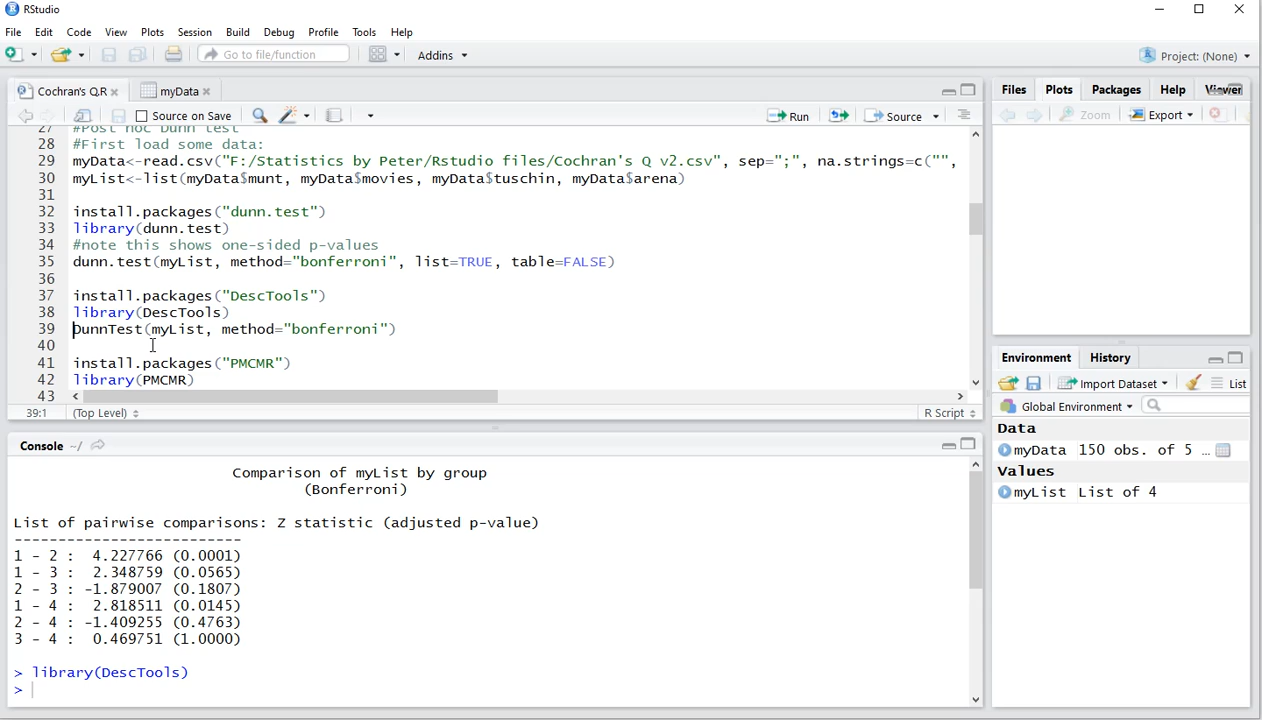 RStudio
File Edit Code View Plots Session Build Debug Profile Tools Help
Go to file/function Addins Project: (None)
Cochran's Q.R myData
Source on Save Run Source
27 #Post hoc Dunn test
28 #First load some data:
29 myData<-read.csv("F:/Statistics by Peter/Rstudio files/Cochran's Q v2.csv", sep=";", na.strings=c("",
30 myList<-list(myData$munt, myData$movies, myData$tuschin, myData$arena)
31
32 install.packages("dunn.test")
33 library(dunn.test)
34 #note this shows one-sided p-values
35 dunn.test(myList, method="bonferroni", list=TRUE, table=FALSE)
36
37 install.packages("DescTools")
38 library(DescTools)
39 DunnTest(myList, method="bonferroni")
40
41 install.packages("PMCMR")
42 library(PMCMR)
43
39:1 (Top Level) R Script
Console ~/
Comparison of myList by group
(Bonferroni)
List of pairwise comparisons: Z statistic (adjusted p-value)
---------------------------
1 - 2 : 4.227766 (0.0001)
1 - 3 : 2.348759 (0.0565)
2 - 3 : -1.879007 (0.1807)
1 - 4 : 2.818511 (0.0145)
2 - 4 : -1.409255 (0.4763)
3 - 4 : 0.469751 (1.0000)
> library(DescTools)
>
Files Plots Packages Help Viewer
Zoom Export
Environment History
Import Dataset List
Global Environment
Data
myData 150 obs. of 5 …
Values
myList List of 4